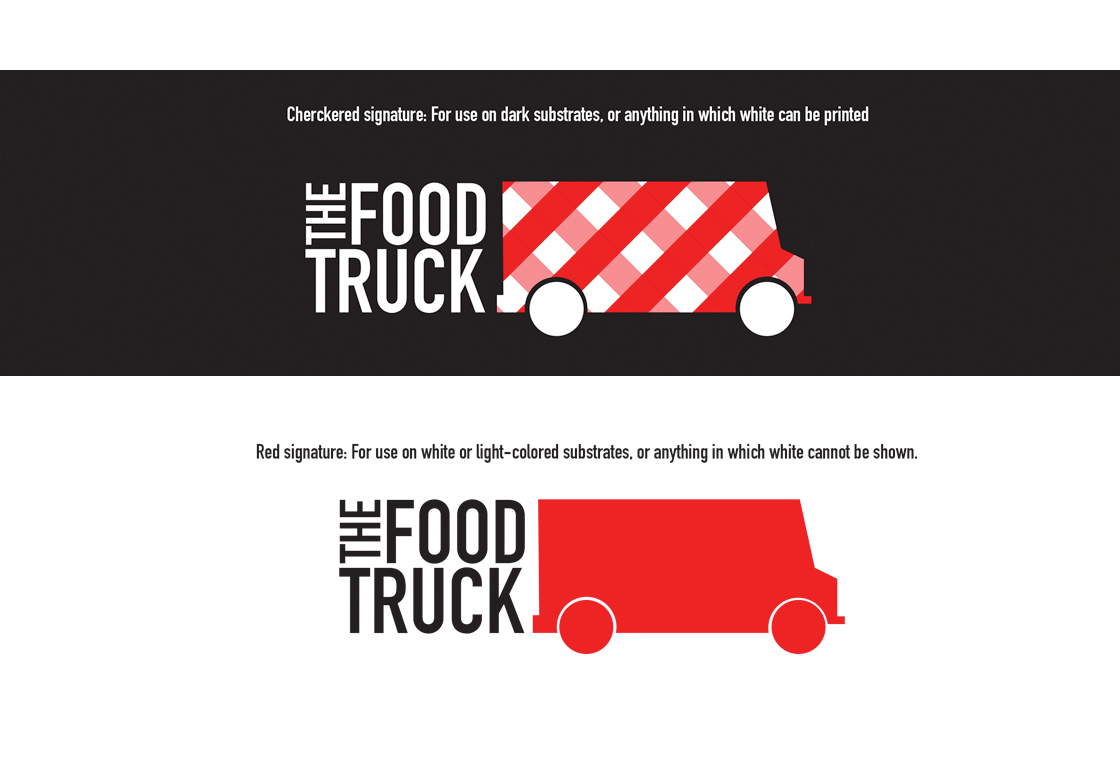 Cherckered signature: For use on dark substrates, or anything in which white can be printed
THE FOOD
TRUCK
Red signature: For use on white or light-colored substrates, or anything in which white cannot be shown.
THE FOOD
TRUCK